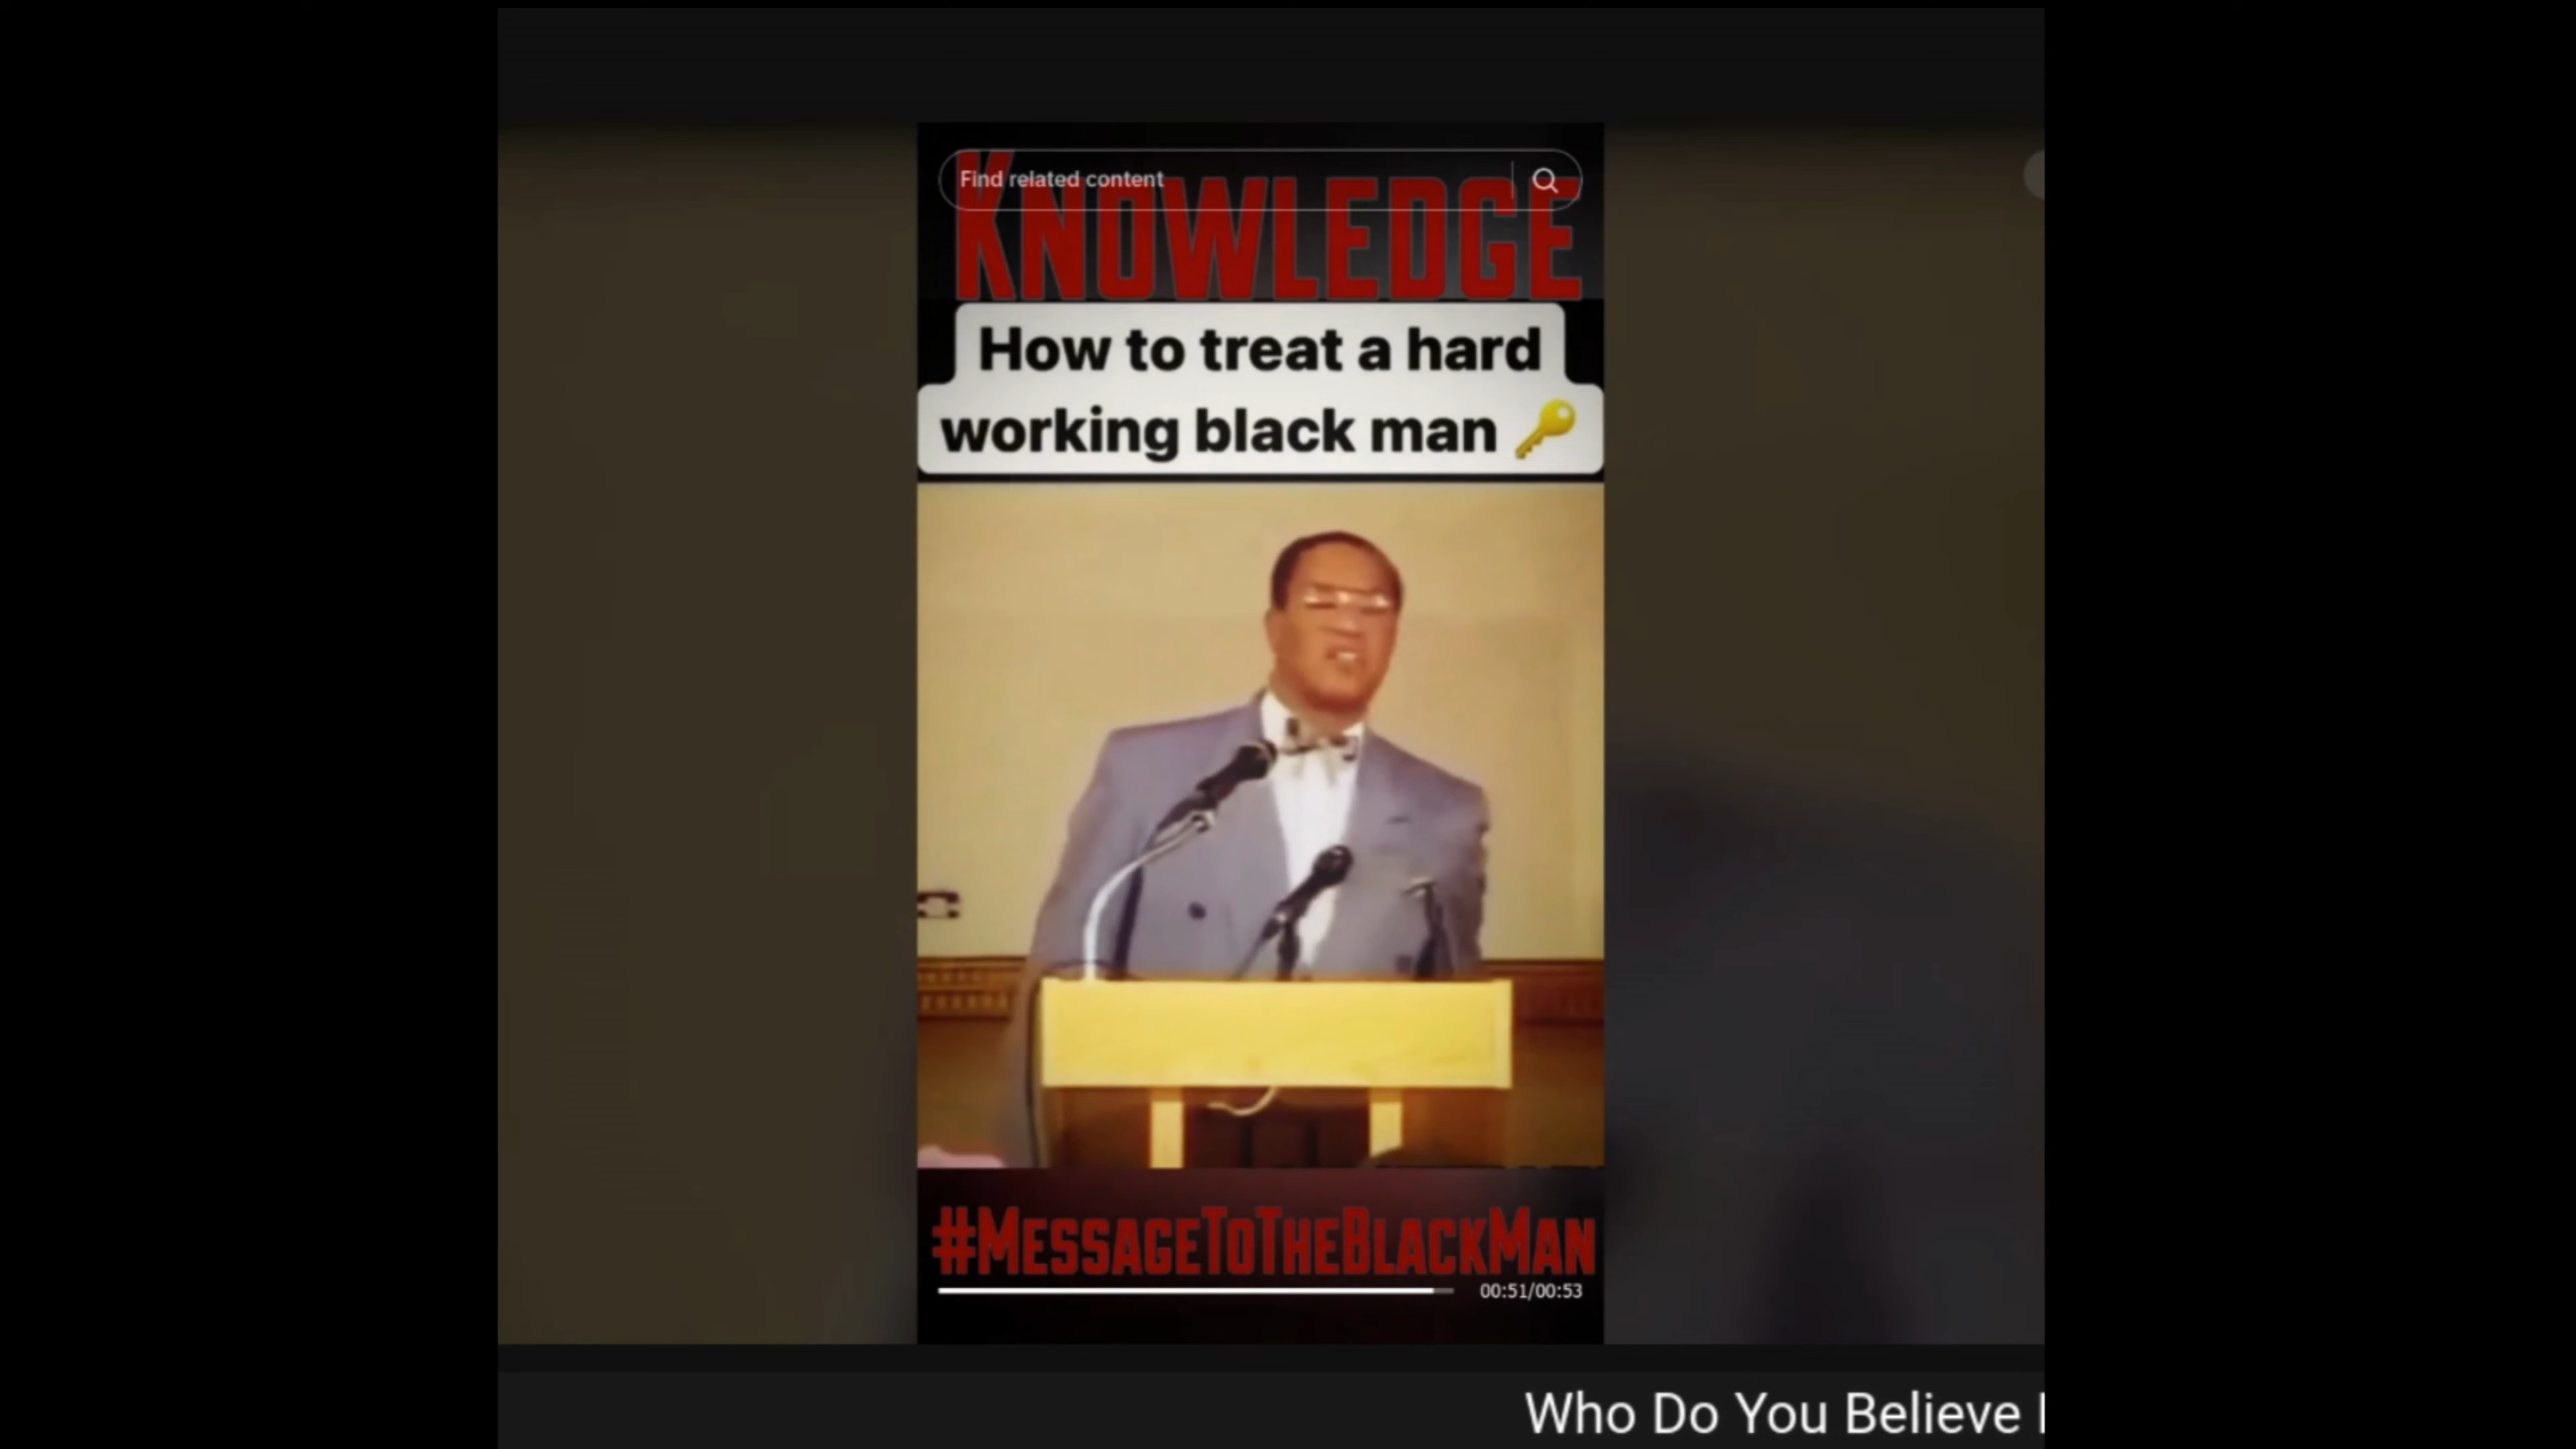 Find related content
KNOWLEDGE
How to treat a hard
working black man 🔑
#MESSAGETOTHEBLACKMAN
00:51/00:53
Who Do You Believe